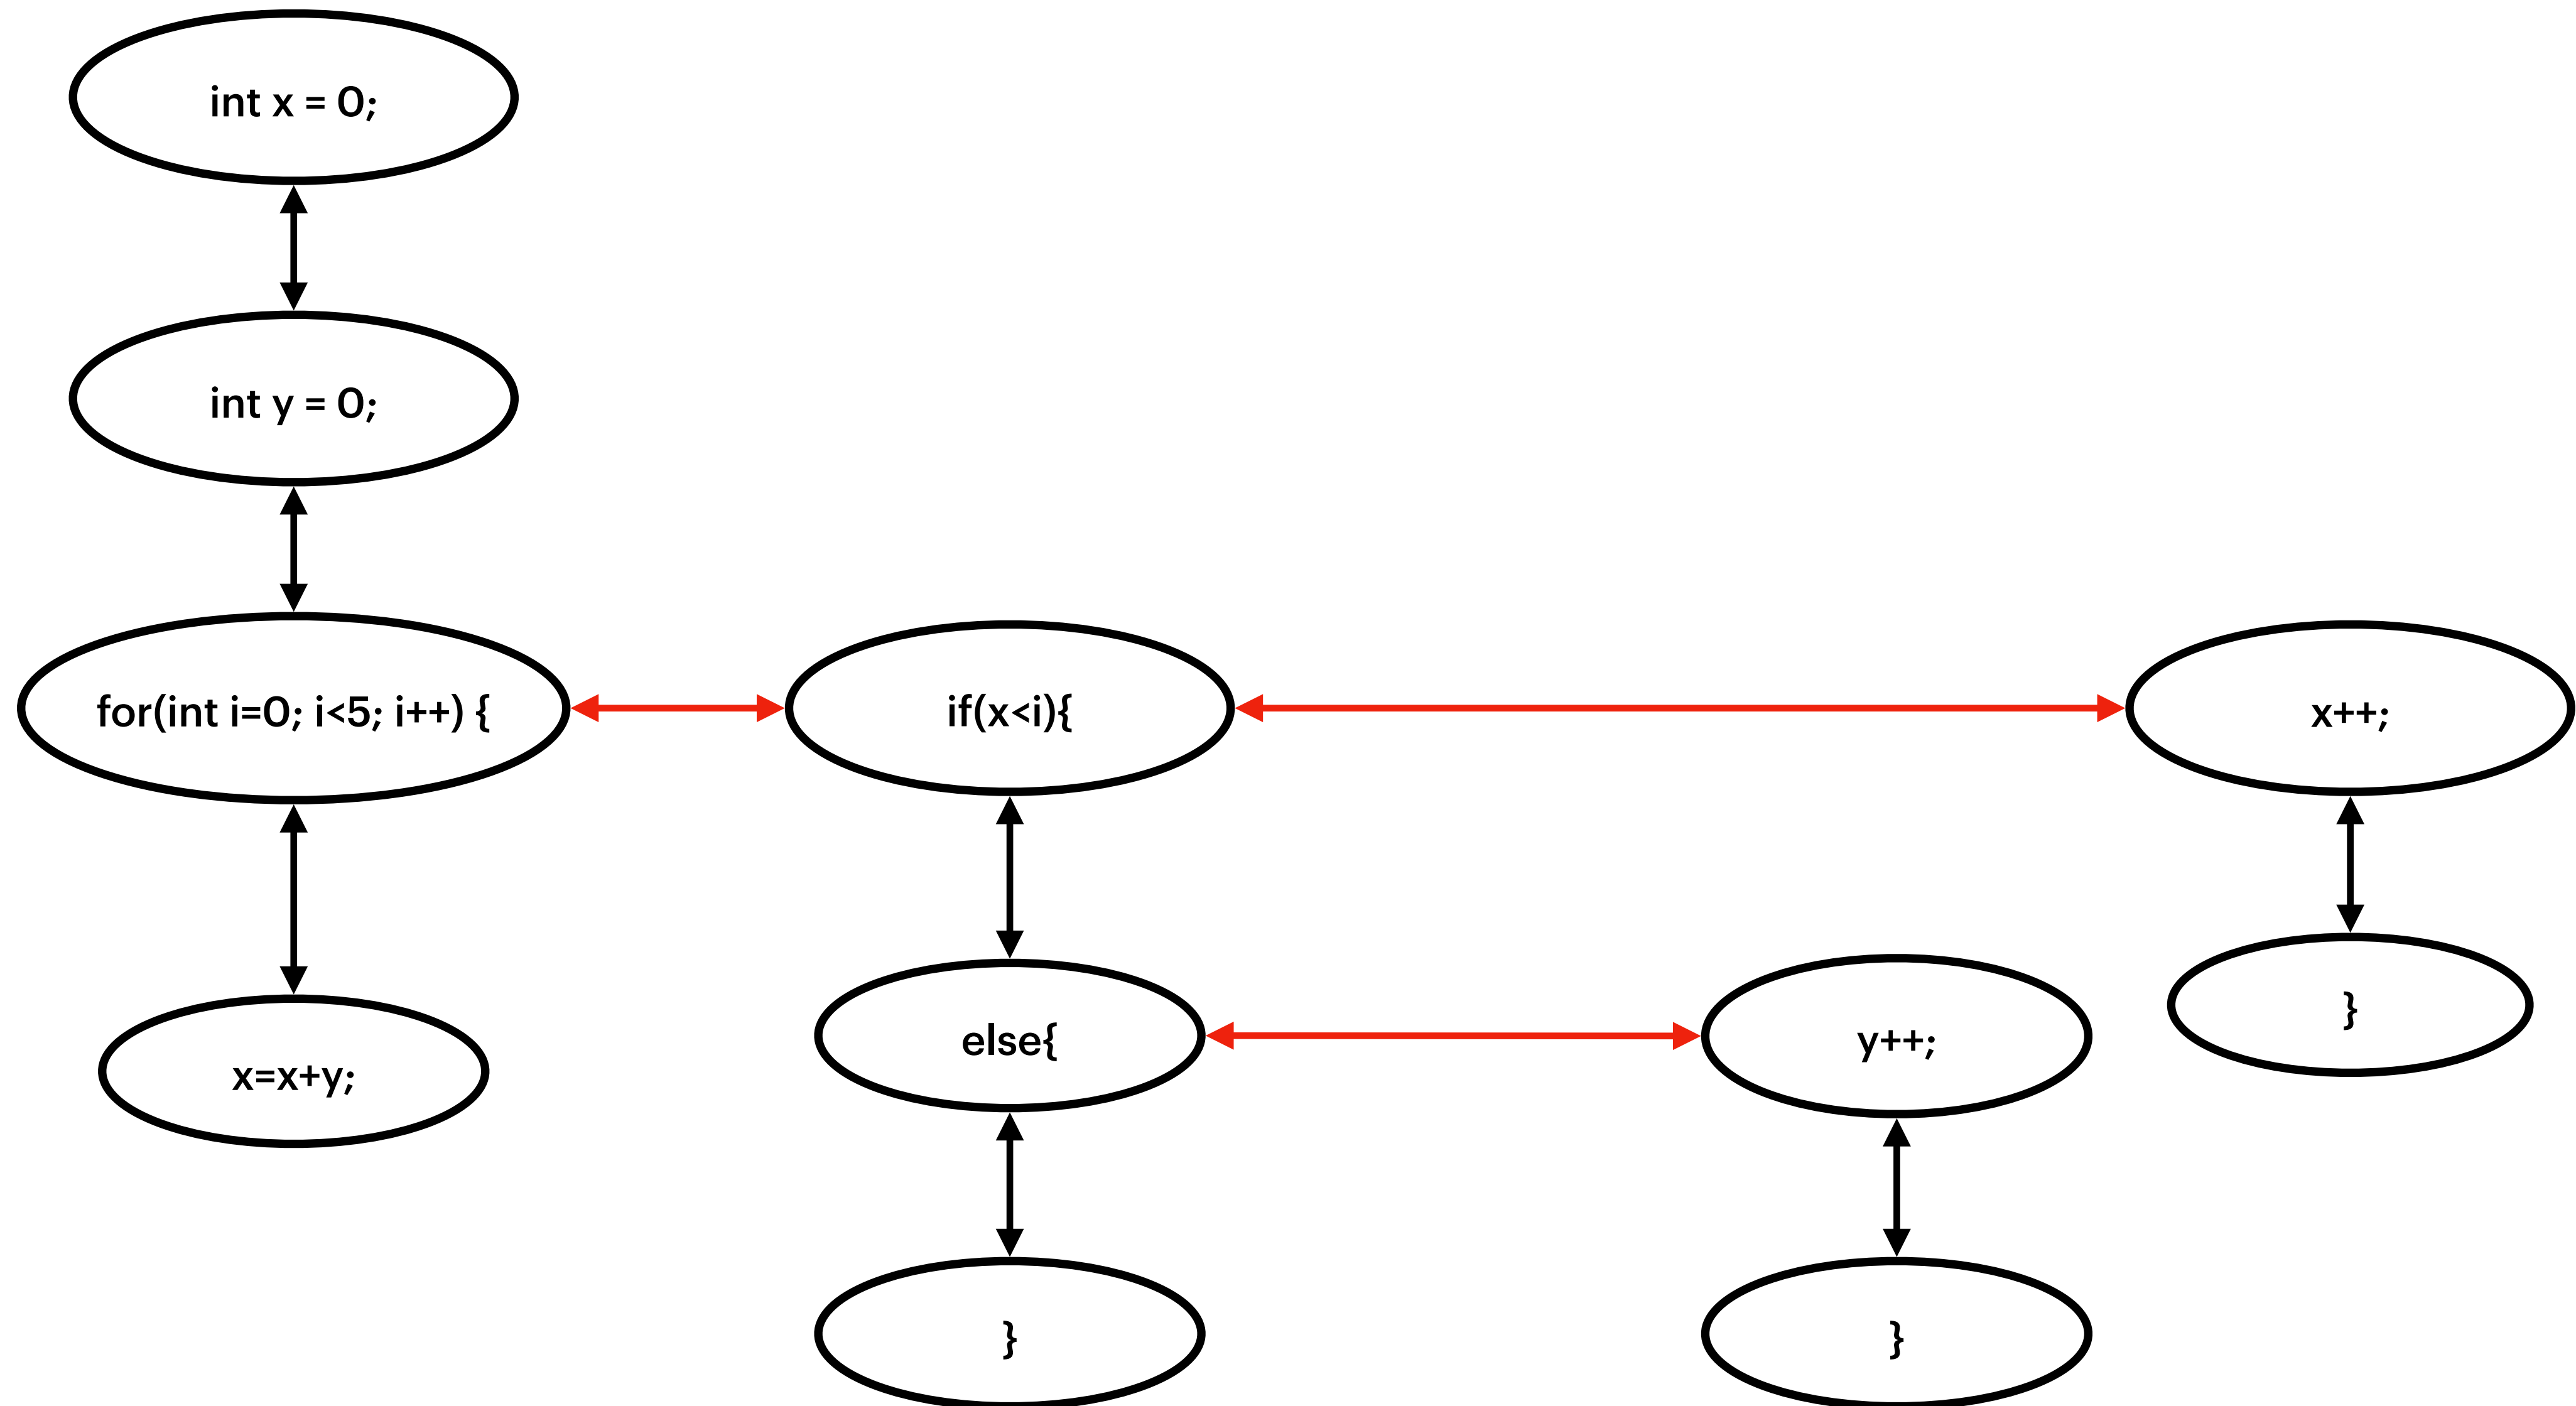 int x = 0;
int y = 0;
for(int i=0; i<5; i++) {
if(x<i){
x++;
}
else{
y++;
}
}
x=x+y;